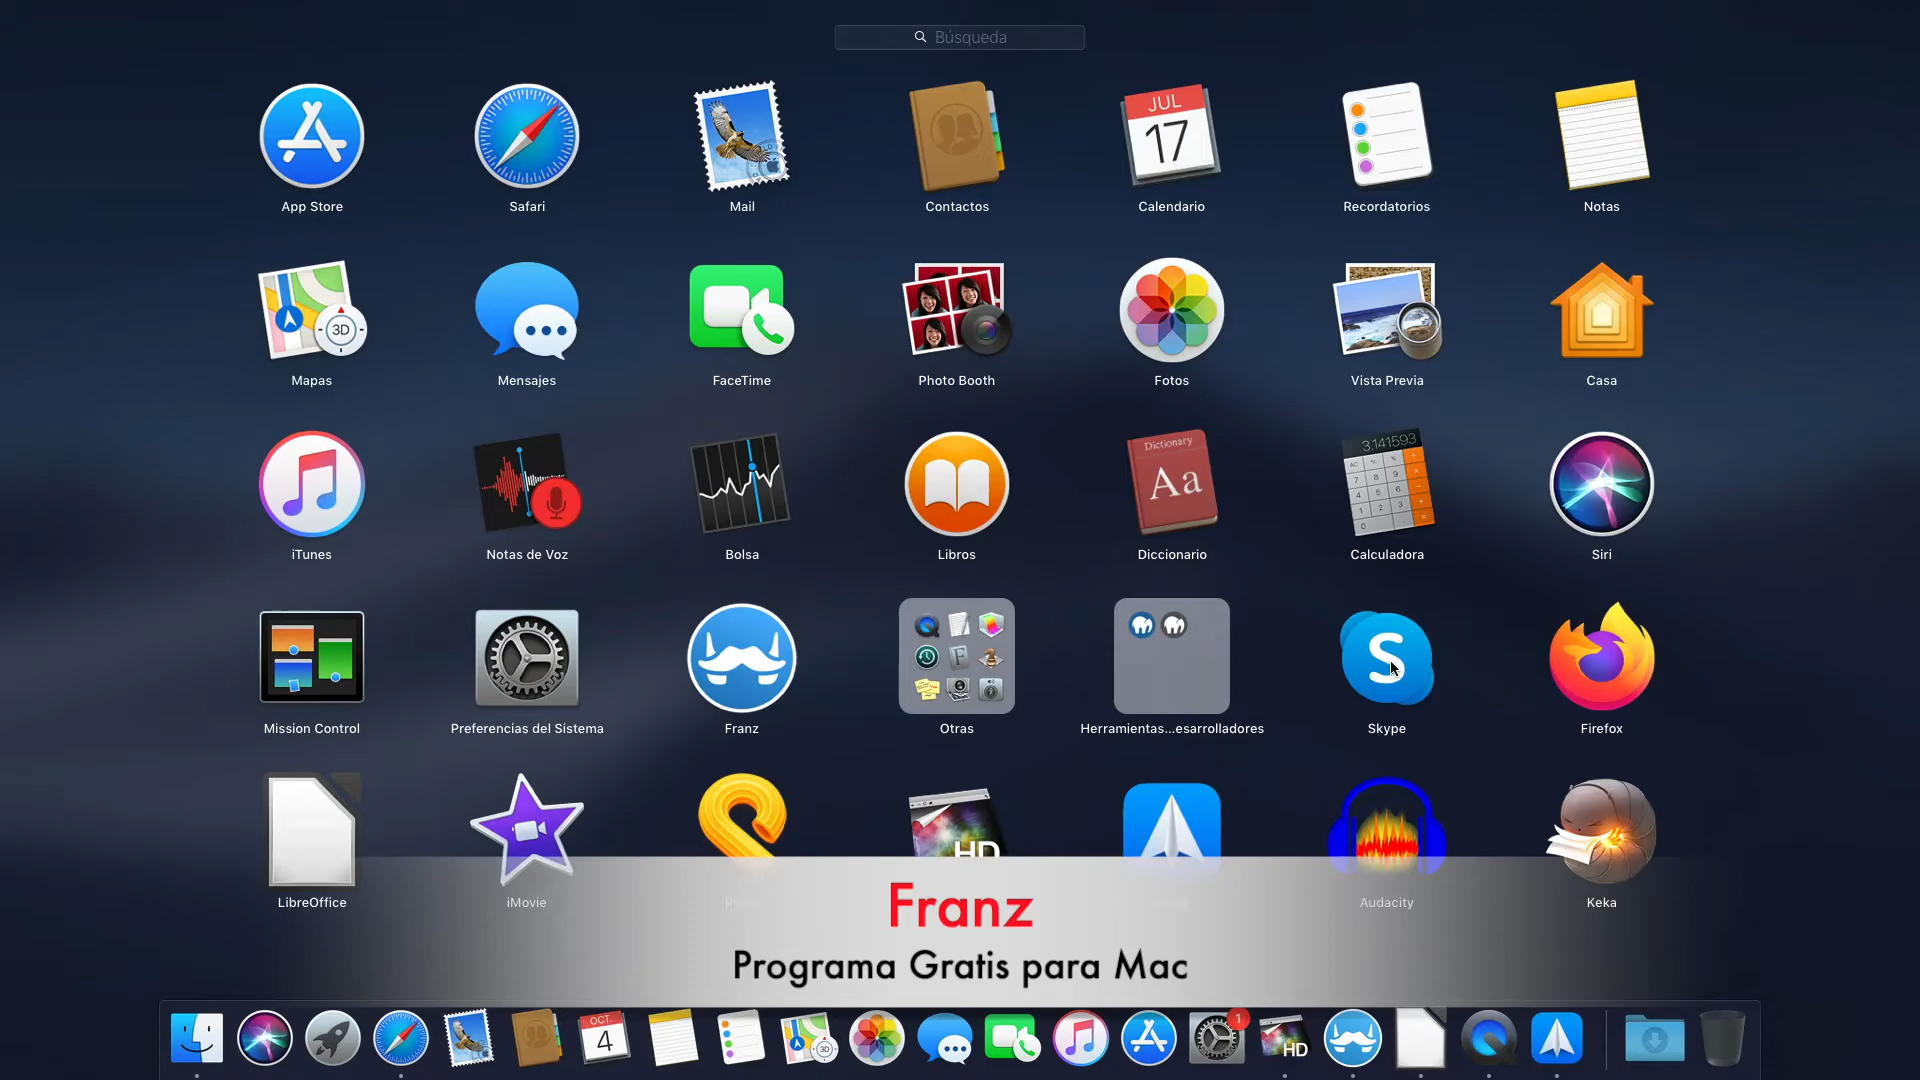 Búsqueda
JUL
17
App Store
Safari
Mail
Contactos
Calendario
Recordatorios
Notas
3D
Mapas
Mensajes
FaceTime
Photo Booth
Fotos
Vista Previa
Casa
Dictionary
Aa
3.141593
iTunes
Notas de Voz
Bolsa
Libros
Diccionario
Calculadora
Siri
S
Mission Control
Preferencias del Sistema
Franz
Otras
Herramientas...esarrolladores
Skype
Firefox
HD
LibreOffice
iMovie
Audacity
Keka
Franz
Programa Gratis para Mac
OCT.
4
3D
1
HD